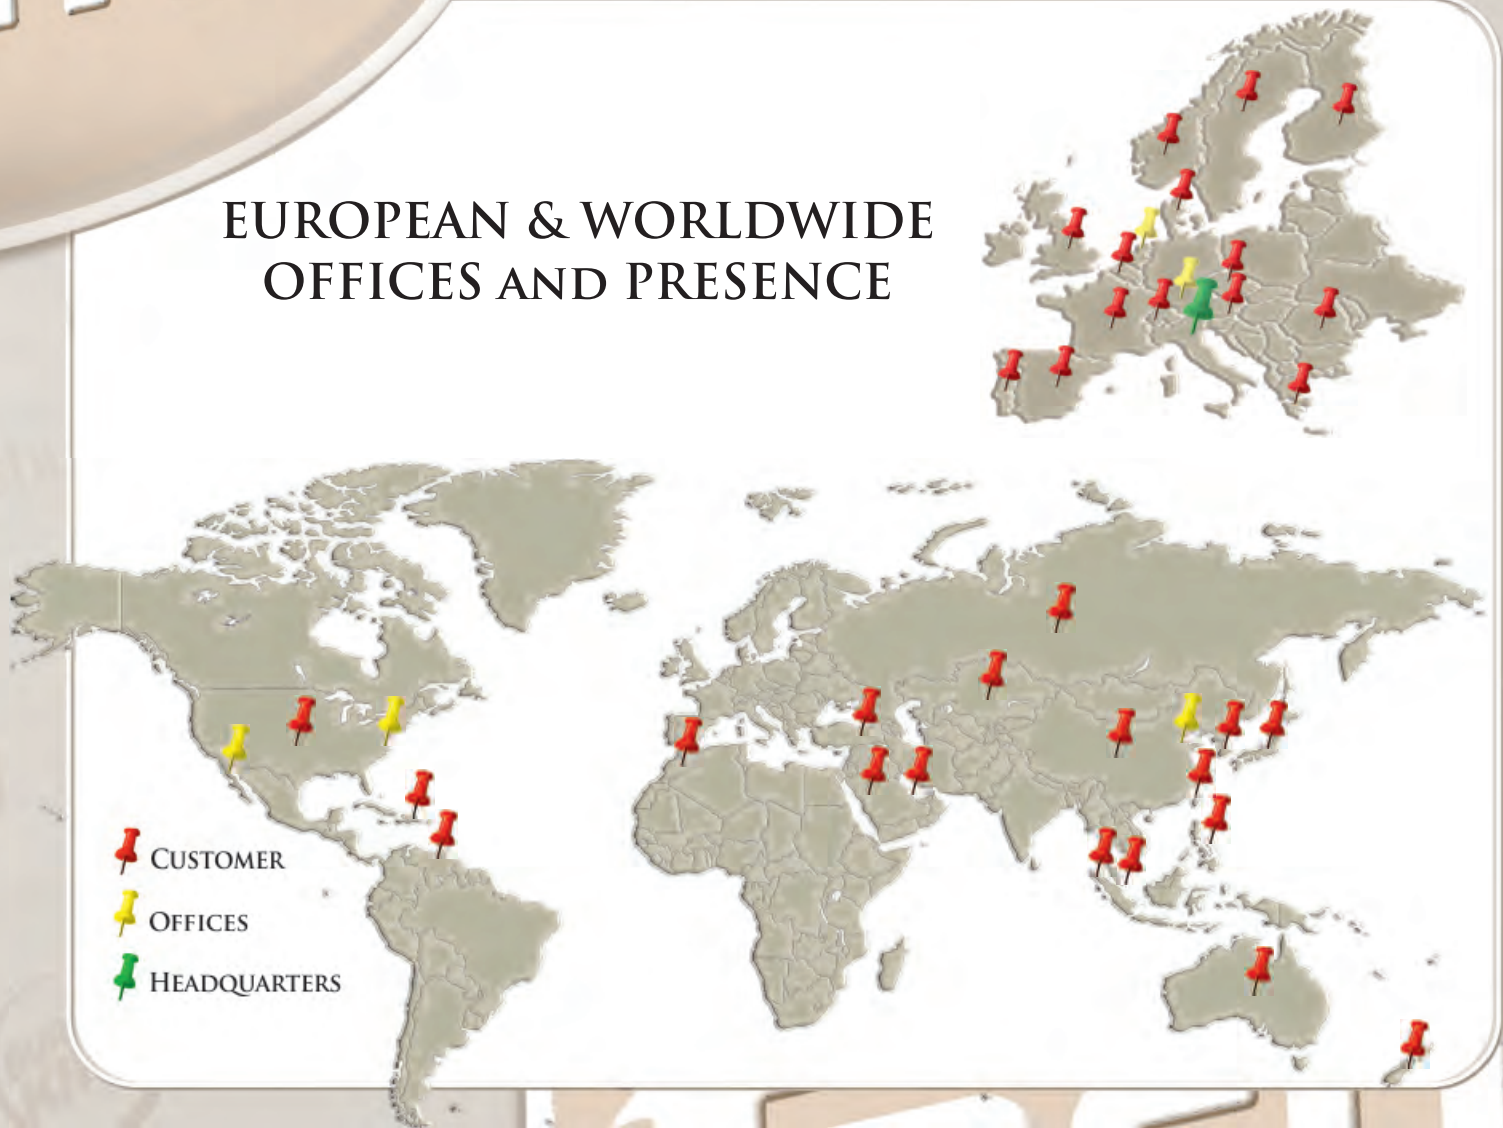 EUROPEAN & WORLDWIDE
OFFICES AND PRESENCE
CUSTOMER
OFFICES
HEADQUARTERS